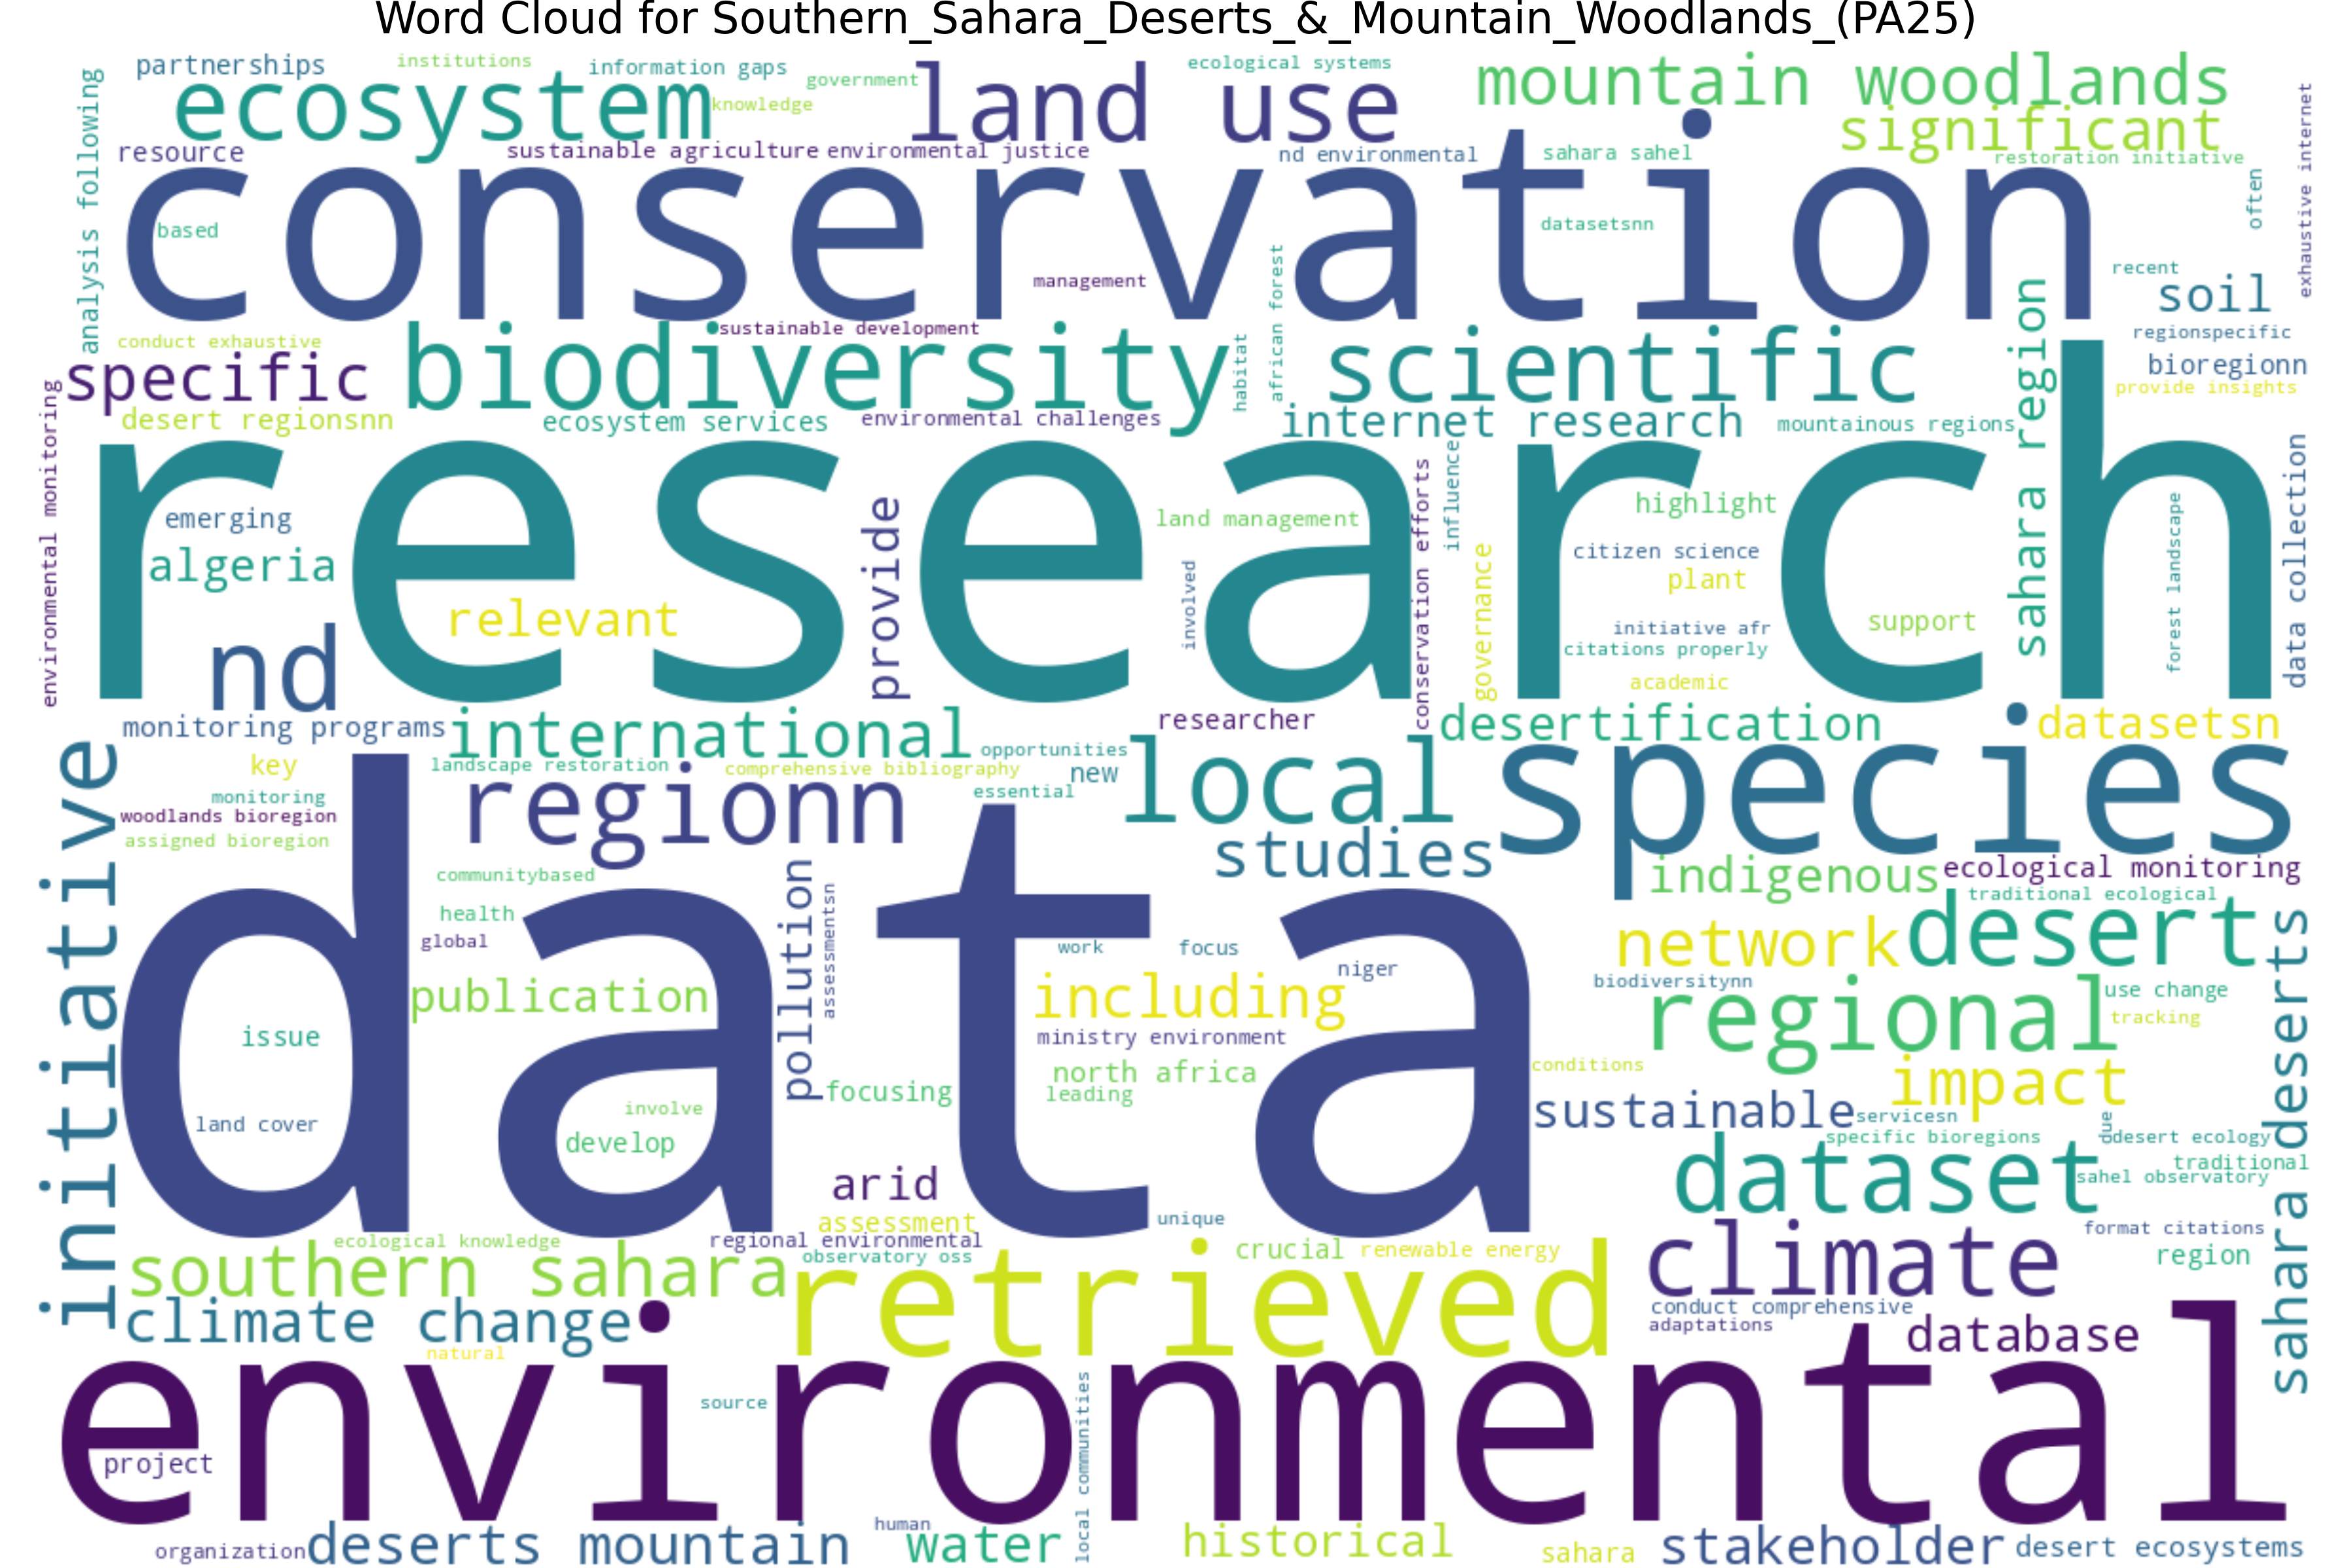 Word Cloud for Southern_Sahara_Deserts_&_Mountain_Woodlands_(PA25)
partnerships
institutions
information gaps
government
knowledge
ecological systems
ecosystem
land use
mountain woodlands
significant
analysis following
resource
sustainable agriculture
environmental justice
nd environmental
sahara sahel
restoration initiative
often
exhaustive internet
conservation
based
management
datasetsnn
african forest
recent
soil
regionspecific
bioregionn
provide insights
conduct exhaustive
sustainable development
specific
biodiversity
habitat
scientific
sahara region
desert regionsnn
ecosystem services
environmental challenges
internet research
mountainous regions
environmental monitoring
research
emerging
algeria
relevant
provide
land management
involved
conservation efforts
influence
governance
highlight
citizen science
plant
initiative afr
citations properly
support
academic
forest landscape
data collection
nd
monitoring programs
international
researcher
opportunities
desertification
datasetsn
key
landscape restoration
comprehensive bibliography
new
essential
local
species
monitoring
woodlands bioregion
assigned bioregion
regionn
studies
initiative
indigenous
ecological monitoring
traditional ecological
communitybased
health
global
pollution
assessmentsn
data
work
focus
niger
network
desert
biodiversitynn
publication
including
regional
use change
tracking
issue
ministry environment
north africa
leading
focusing
conditions
impact
land cover
involve
develop
sustainable
servicesn
due
specific bioregions
desert ecology
traditional
sahel observatory
dataset
sahara deserts
arid
assessment
unique
ecological knowledge
regional environmental
observatory oss
crucial
renewable energy
format citations
region
southern sahara
retrieved
climate
climate change
conduct comprehensive
adaptations
database
natural
environmental
source
local communities
project
organization
deserts mountain
human
water
historical
sahara
stakeholder
desert ecosystems